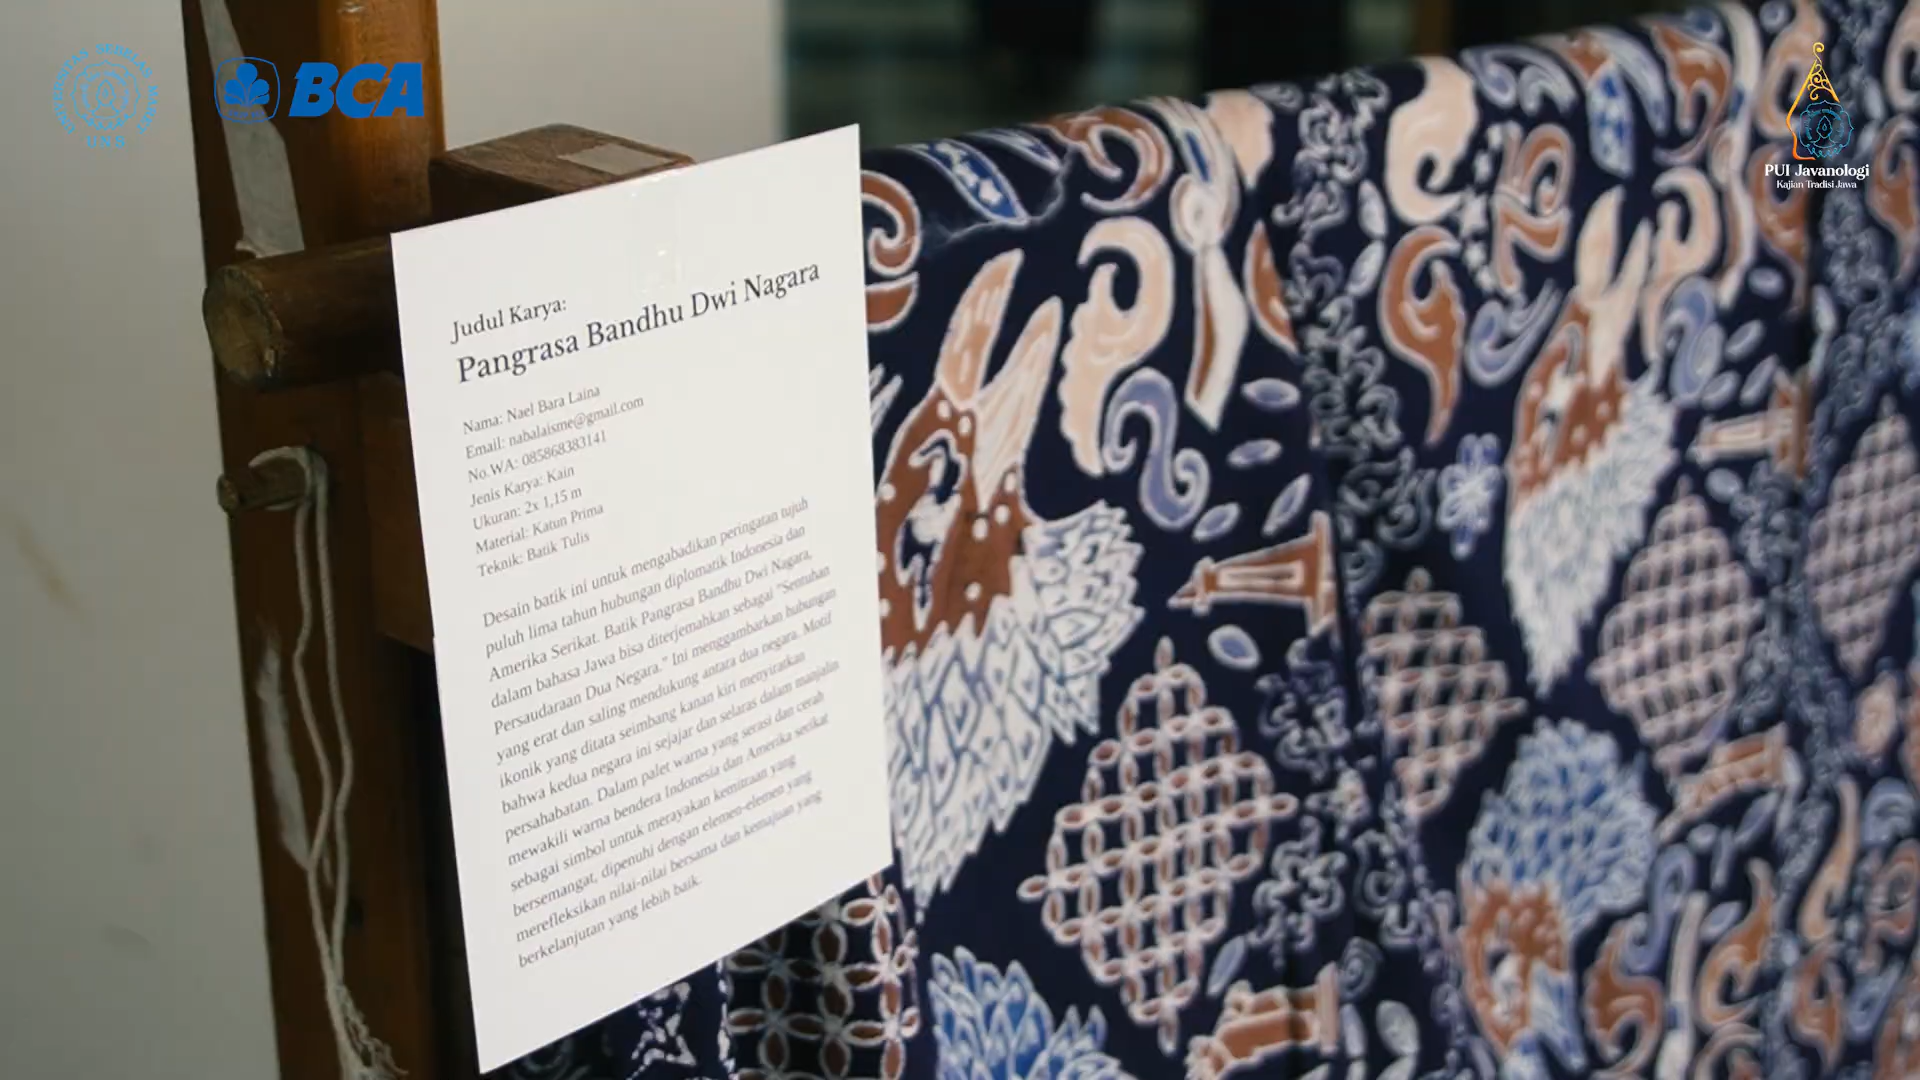 UNIVERSITAS SEBELAS MARET
UNS
BCA
PUI Javanologi
Kajian Tradisi Jawa
Judul Karya:
Pangrasa Bandhu Dwi Nagara
Nama: Nael Bara Laina
Email: nabalaisme@gmail.com
No.WA: 085868383141
Jenis Karya: Kain
Ukuran: 2x 1,15 m
Material: Katun Prima
Teknik: Batik Tulis
Desain batik ini untuk mengabadikan peringatan tujuh
puluh lima tahun hubungan diplomatik Indonesia dan
Amerika Serikat. Batik Pangrasa Bandhu Dwi Nagara,
dalam bahasa Jawa bisa diterjemahkan sebagai "Sentuhan
Persaudaraan Dua Negara." Ini menggambarkan hubungan
yang erat dan saling mendukung antara dua negara. Motif
ikonik yang ditata seimbang kanan kiri menyiratkan
bahwa kedua negara ini sejajar dan selaras dalam manjalin
persahabatan. Dalam palet warna yang serasi dan cerah
mewakili warna bendera Indonesia dan Amerika serikat
sebagai simbol untuk merayakan kemitraan yang
bersemangat, dipenuhi dengan elemen-elemen yang
merefleksikan nilai-nilai bersama dan kemajuan yang
berkelanjutan yang lebih baik.